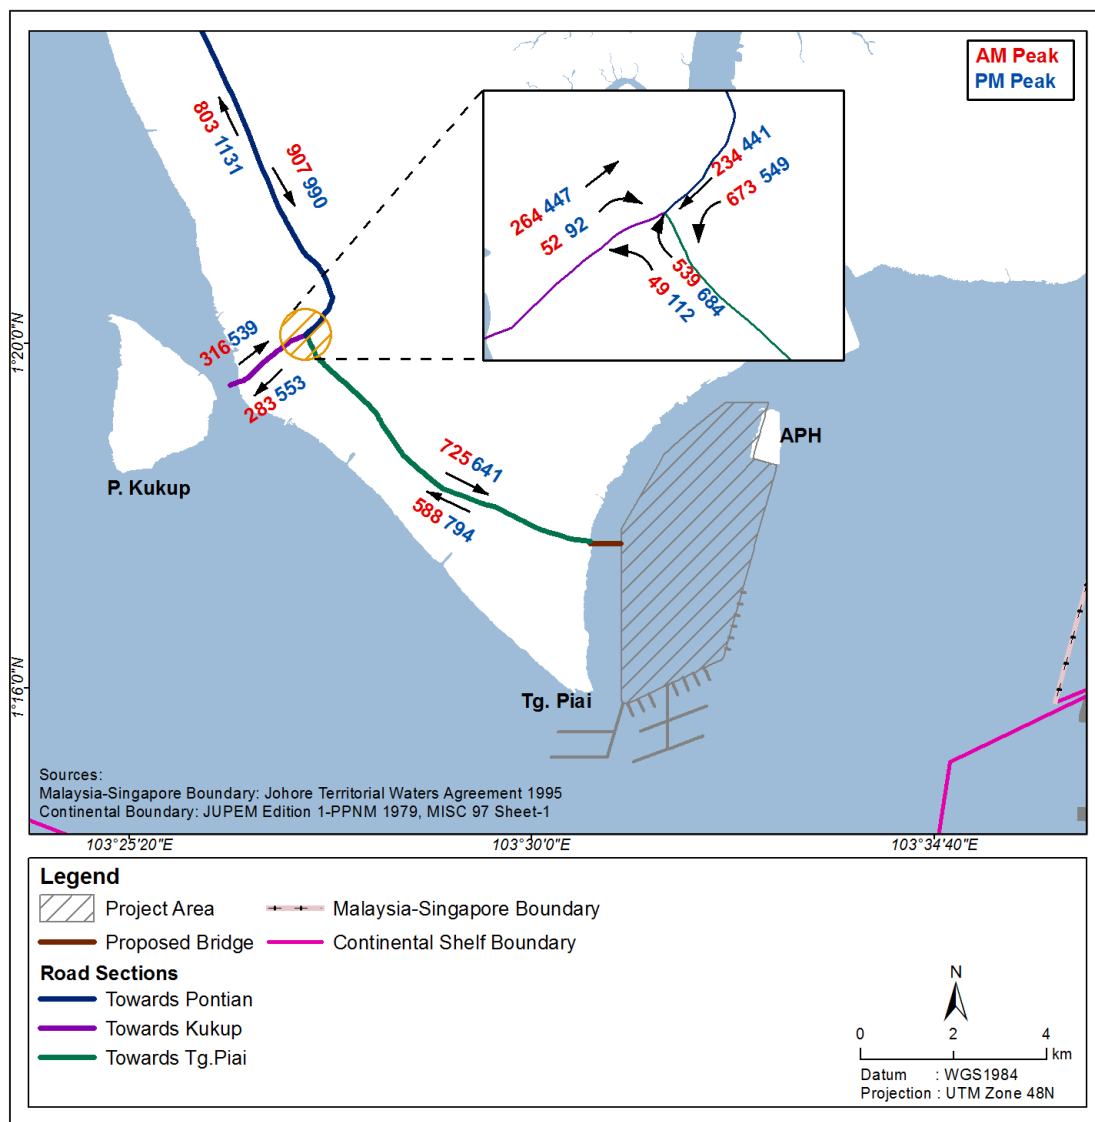 AM Peak
PM Peak
803 1131
907 990
264 447
52 92
234 441
673 549
539 684
49 112
316 539
283 553
725 641
588 794
P. Kukup
APH
Tg. Piai
1°20'0"N
1°16'0"N
Sources:
Malaysia-Singapore Boundary: Johore Territorial Waters Agreement 1995
Continental Boundary: JUPEM Edition 1-PPNM 1979, MISC 97 Sheet-1
103°25'20"E
103°30'0"E
103°34'40"E
Legend
Project Area
Malaysia-Singapore Boundary
Proposed Bridge
Continental Shelf Boundary
Road Sections
Towards Pontian
Towards Kukup
Towards Tg.Piai
N
0 2 4
km
Datum : WGS1984
Projection : UTM Zone 48N